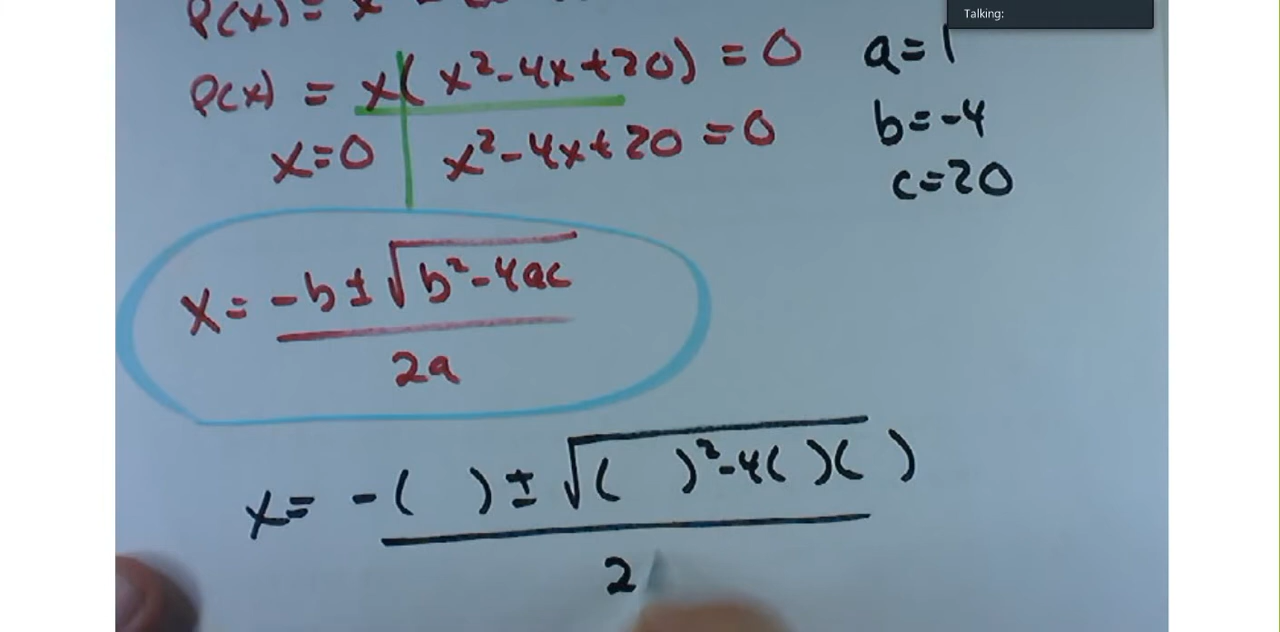 Talking:
P(x) = x
P(x) = x(x²-4x+20) = 0
a=1
x=0
x²-4x+20=0
b=-4
c=20
x= -b±√b²-4ac
2a
x= -( )±√( )²-4( )( )
2